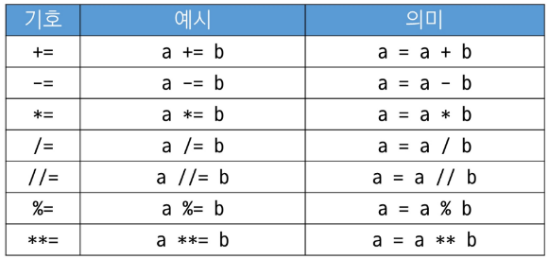 기호 예시 의미
+= a += b a = a + b
-= a -= b a = a - b
*= a *= b a = a * b
/= a /= b a = a / b
//= a //= b a = a // b
%= a %= b a = a % b
**= a **= b a = a ** b